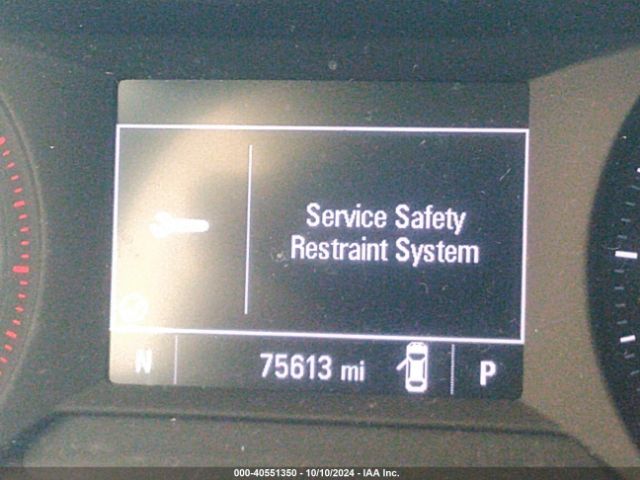 Service Safety
Restraint System
N 75613 mi P
000-40551350 - 10/10/2024 - IAA Inc.